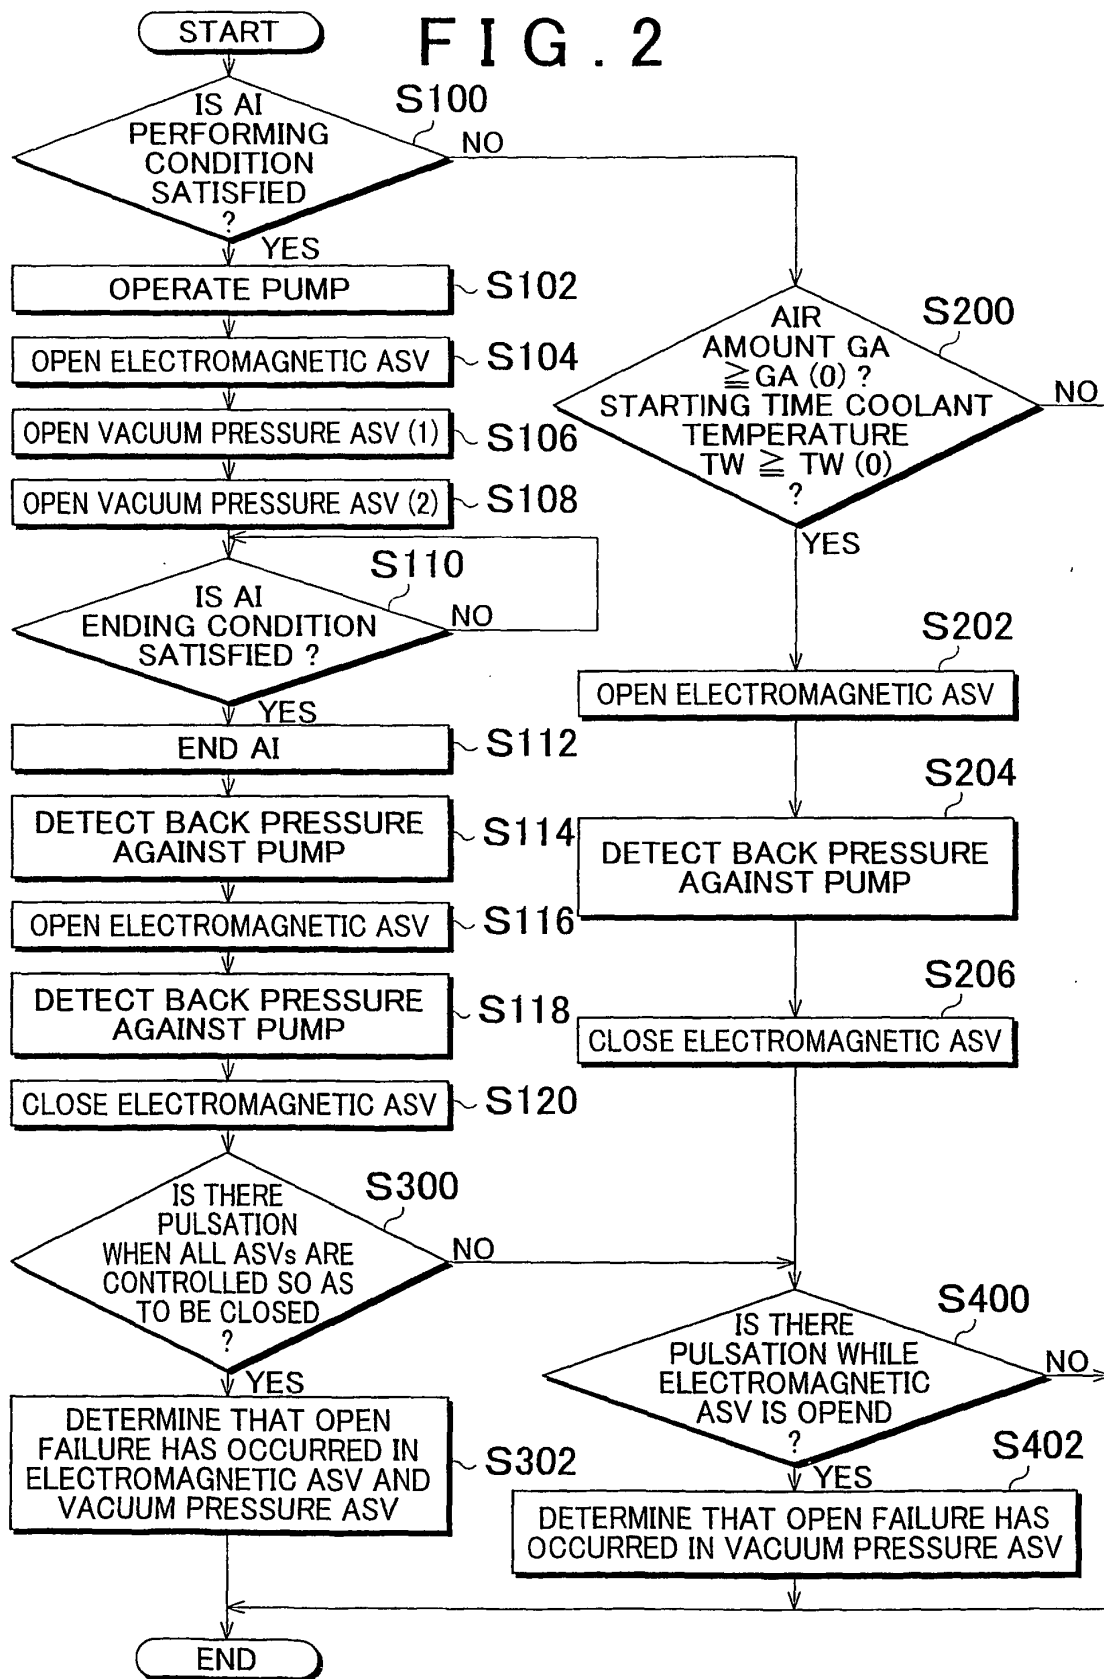 FIG.2
START
IS AI
PERFORMING
CONDITION
SATISFIED
?
S100
NO
YES
OPERATE PUMP
S102
OPEN ELECTROMAGNETIC ASV
S104
OPEN VACUUM PRESSURE ASV (1)
S106
OPEN VACUUM PRESSURE ASV (2)
S108
IS AI
ENDING CONDITION
SATISFIED ?
S110
NO
YES
END AI
S112
DETECT BACK PRESSURE
AGAINST PUMP
S114
OPEN ELECTROMAGNETIC ASV
S116
DETECT BACK PRESSURE
AGAINST PUMP
S118
CLOSE ELECTROMAGNETIC ASV
S120
IS THERE
PULSATION
WHEN ALL ASVs ARE
CONTROLLED SO AS
TO BE CLOSED
?
S300
NO
YES
DETERMINE THAT OPEN
FAILURE HAS OCCURRED IN
ELECTROMAGNETIC ASV AND
VACUUM PRESSURE ASV
S302
AIR
AMOUNT GA
≧GA (0) ?
STARTING TIME COOLANT
TEMPERATURE
TW ≧ TW (0)
?
S200
NO
YES
S202
OPEN ELECTROMAGNETIC ASV
S204
DETECT BACK PRESSURE
AGAINST PUMP
S206
CLOSE ELECTROMAGNETIC ASV
IS THERE
PULSATION WHILE
ELECTROMAGNETIC
ASV IS OPEND
?
S400
NO
YES
S402
DETERMINE THAT OPEN FAILURE HAS
OCCURRED IN VACUUM PRESSURE ASV
END